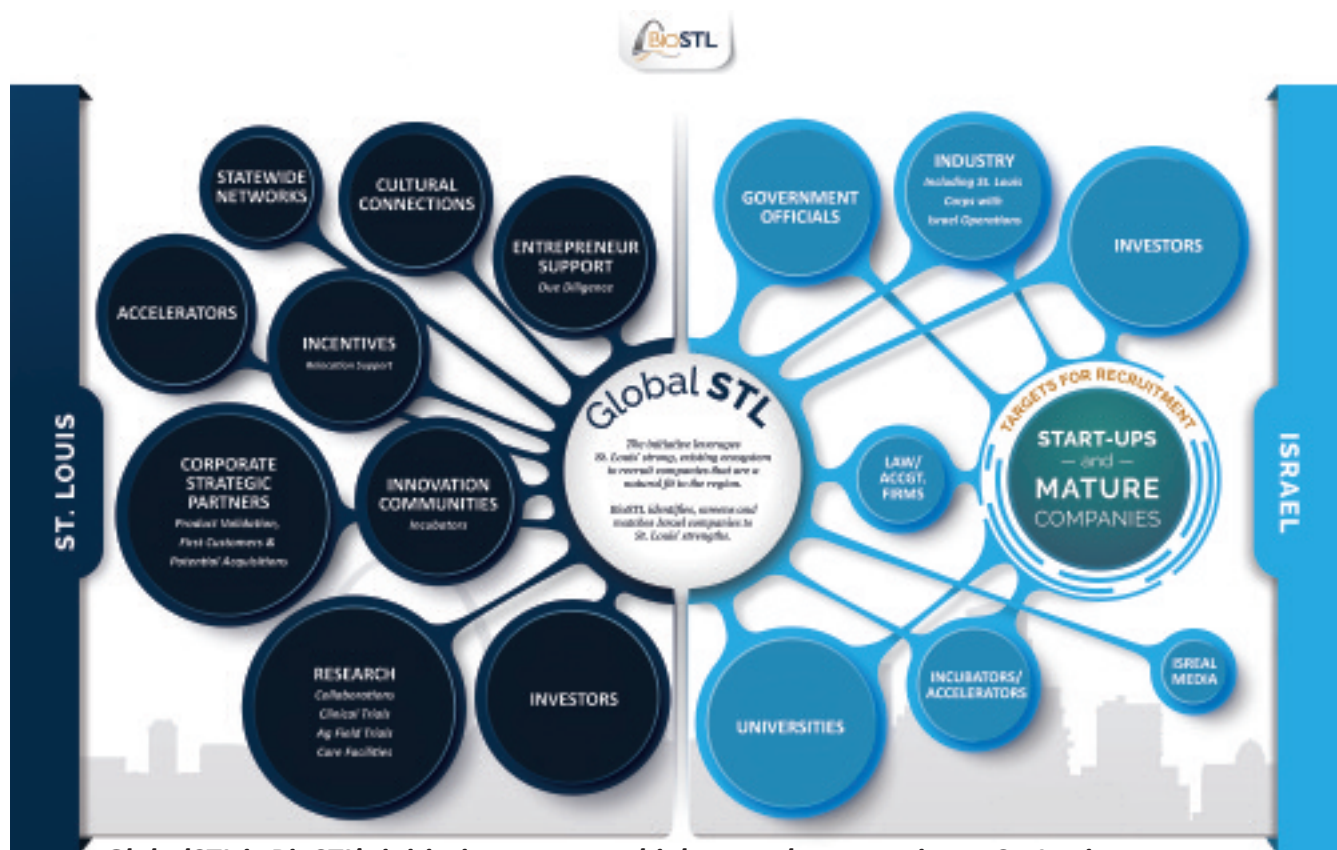 BIOSTL
ST. LOUIS
STATEWIDE
NETWORKS
CULTURAL
CONNECTIONS
ENTREPRENEUR
SUPPORT
Due Diligence
ACCELERATORS
INCENTIVES
Relocation Support
CORPORATE
STRATEGIC
PARTNERS
Product Validation,
First Customers &
Potential Acquisitions
INNOVATION
COMMUNITIES
Incubators
RESEARCH
Collaborations
Clinical Trials
Ag Field Trials
Care Facilities
INVESTORS
Global STL
The initiative leverages
St. Louis' strong, existing ecosystem
to recruit companies that are a
natural fit to the region.
BioSTL identifies, screens and
matches Israel companies to
St. Louis' strengths.
GOVERNMENT
OFFICIALS
INDUSTRY
Including St. Louis
Corps with
Israel Operations
INVESTORS
TARGETS FOR RECRUITMENT
START-UPS
and
MATURE
COMPANIES
LAW/
ACCGT.
FIRMS
UNIVERSITIES
INCUBATORS/
ACCELERATORS
ISREAL
MEDIA
ISRAEL